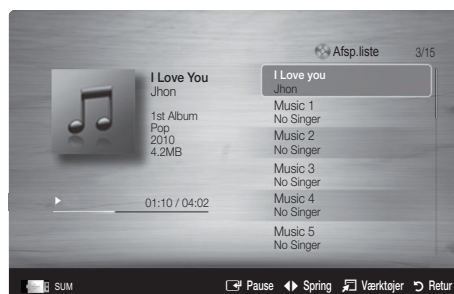 Afsp.liste 3/15
I Love You
Jhon
1st Album
Pop
2010
4.2MB
01:10 / 04:02
I Love you
Jhon
Music 1
No Singer
Music 2
No Singer
Music 3
No Singer
Music 4
No Singer
Music 5
No Singer
SUM Pause Spring Værktøjer Retur